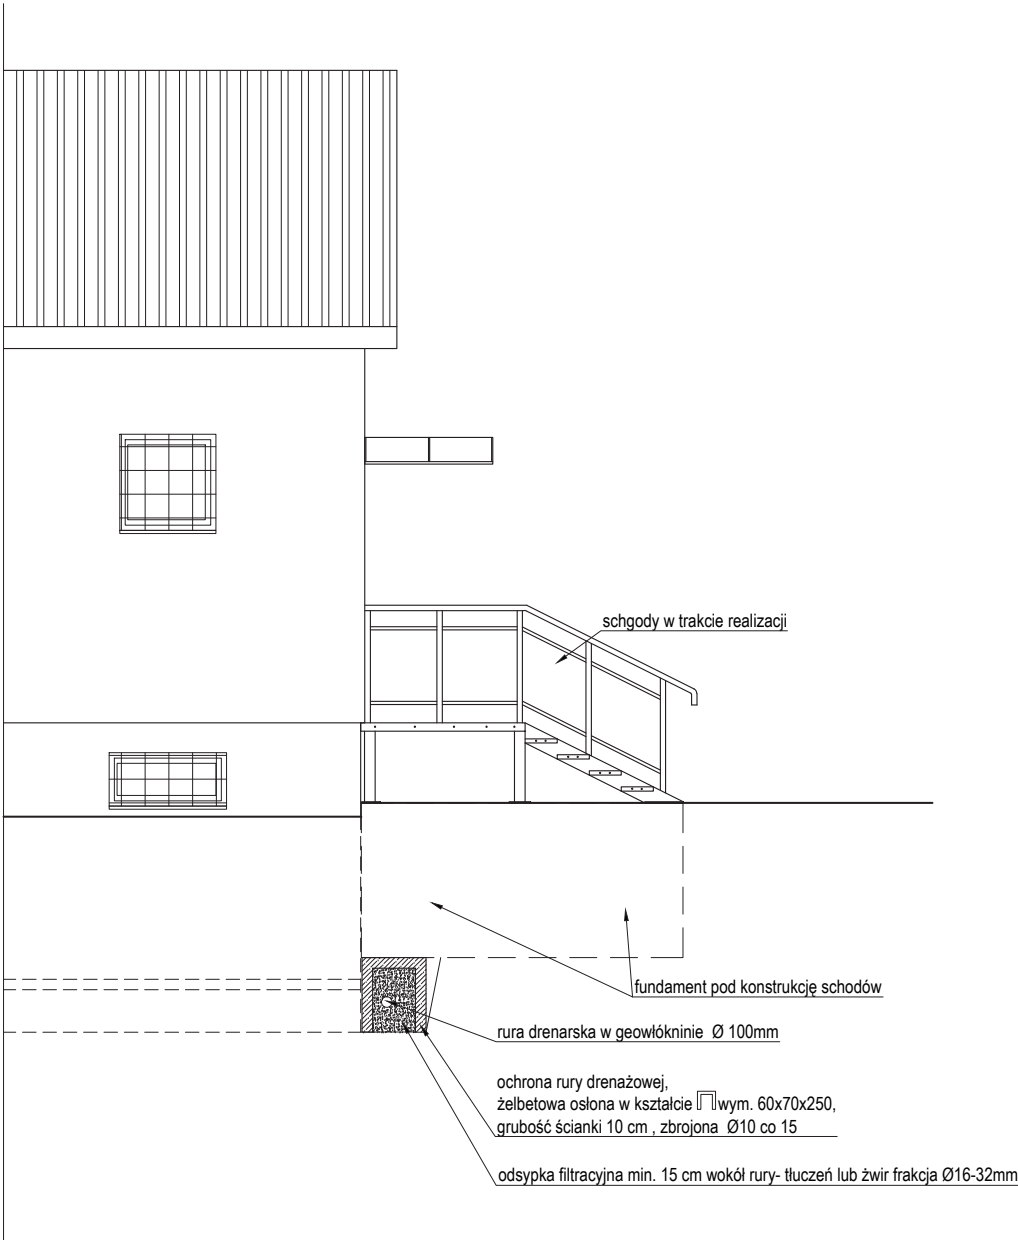 schgody w trakcie realizacji
fundament pod konstrukcję schodów
rura drenarska w geowłókninie Ø 100mm
ochrona rury drenażowej,
żelbetowa osłona w kształcie wym. 60x70x250,
grubość ścianki 10 cm , zbrojona Ø10 co 15
odsypka filtracyjna min. 15 cm wokół rury- tłuczeń lub żwir frakcja Ø16-32mm